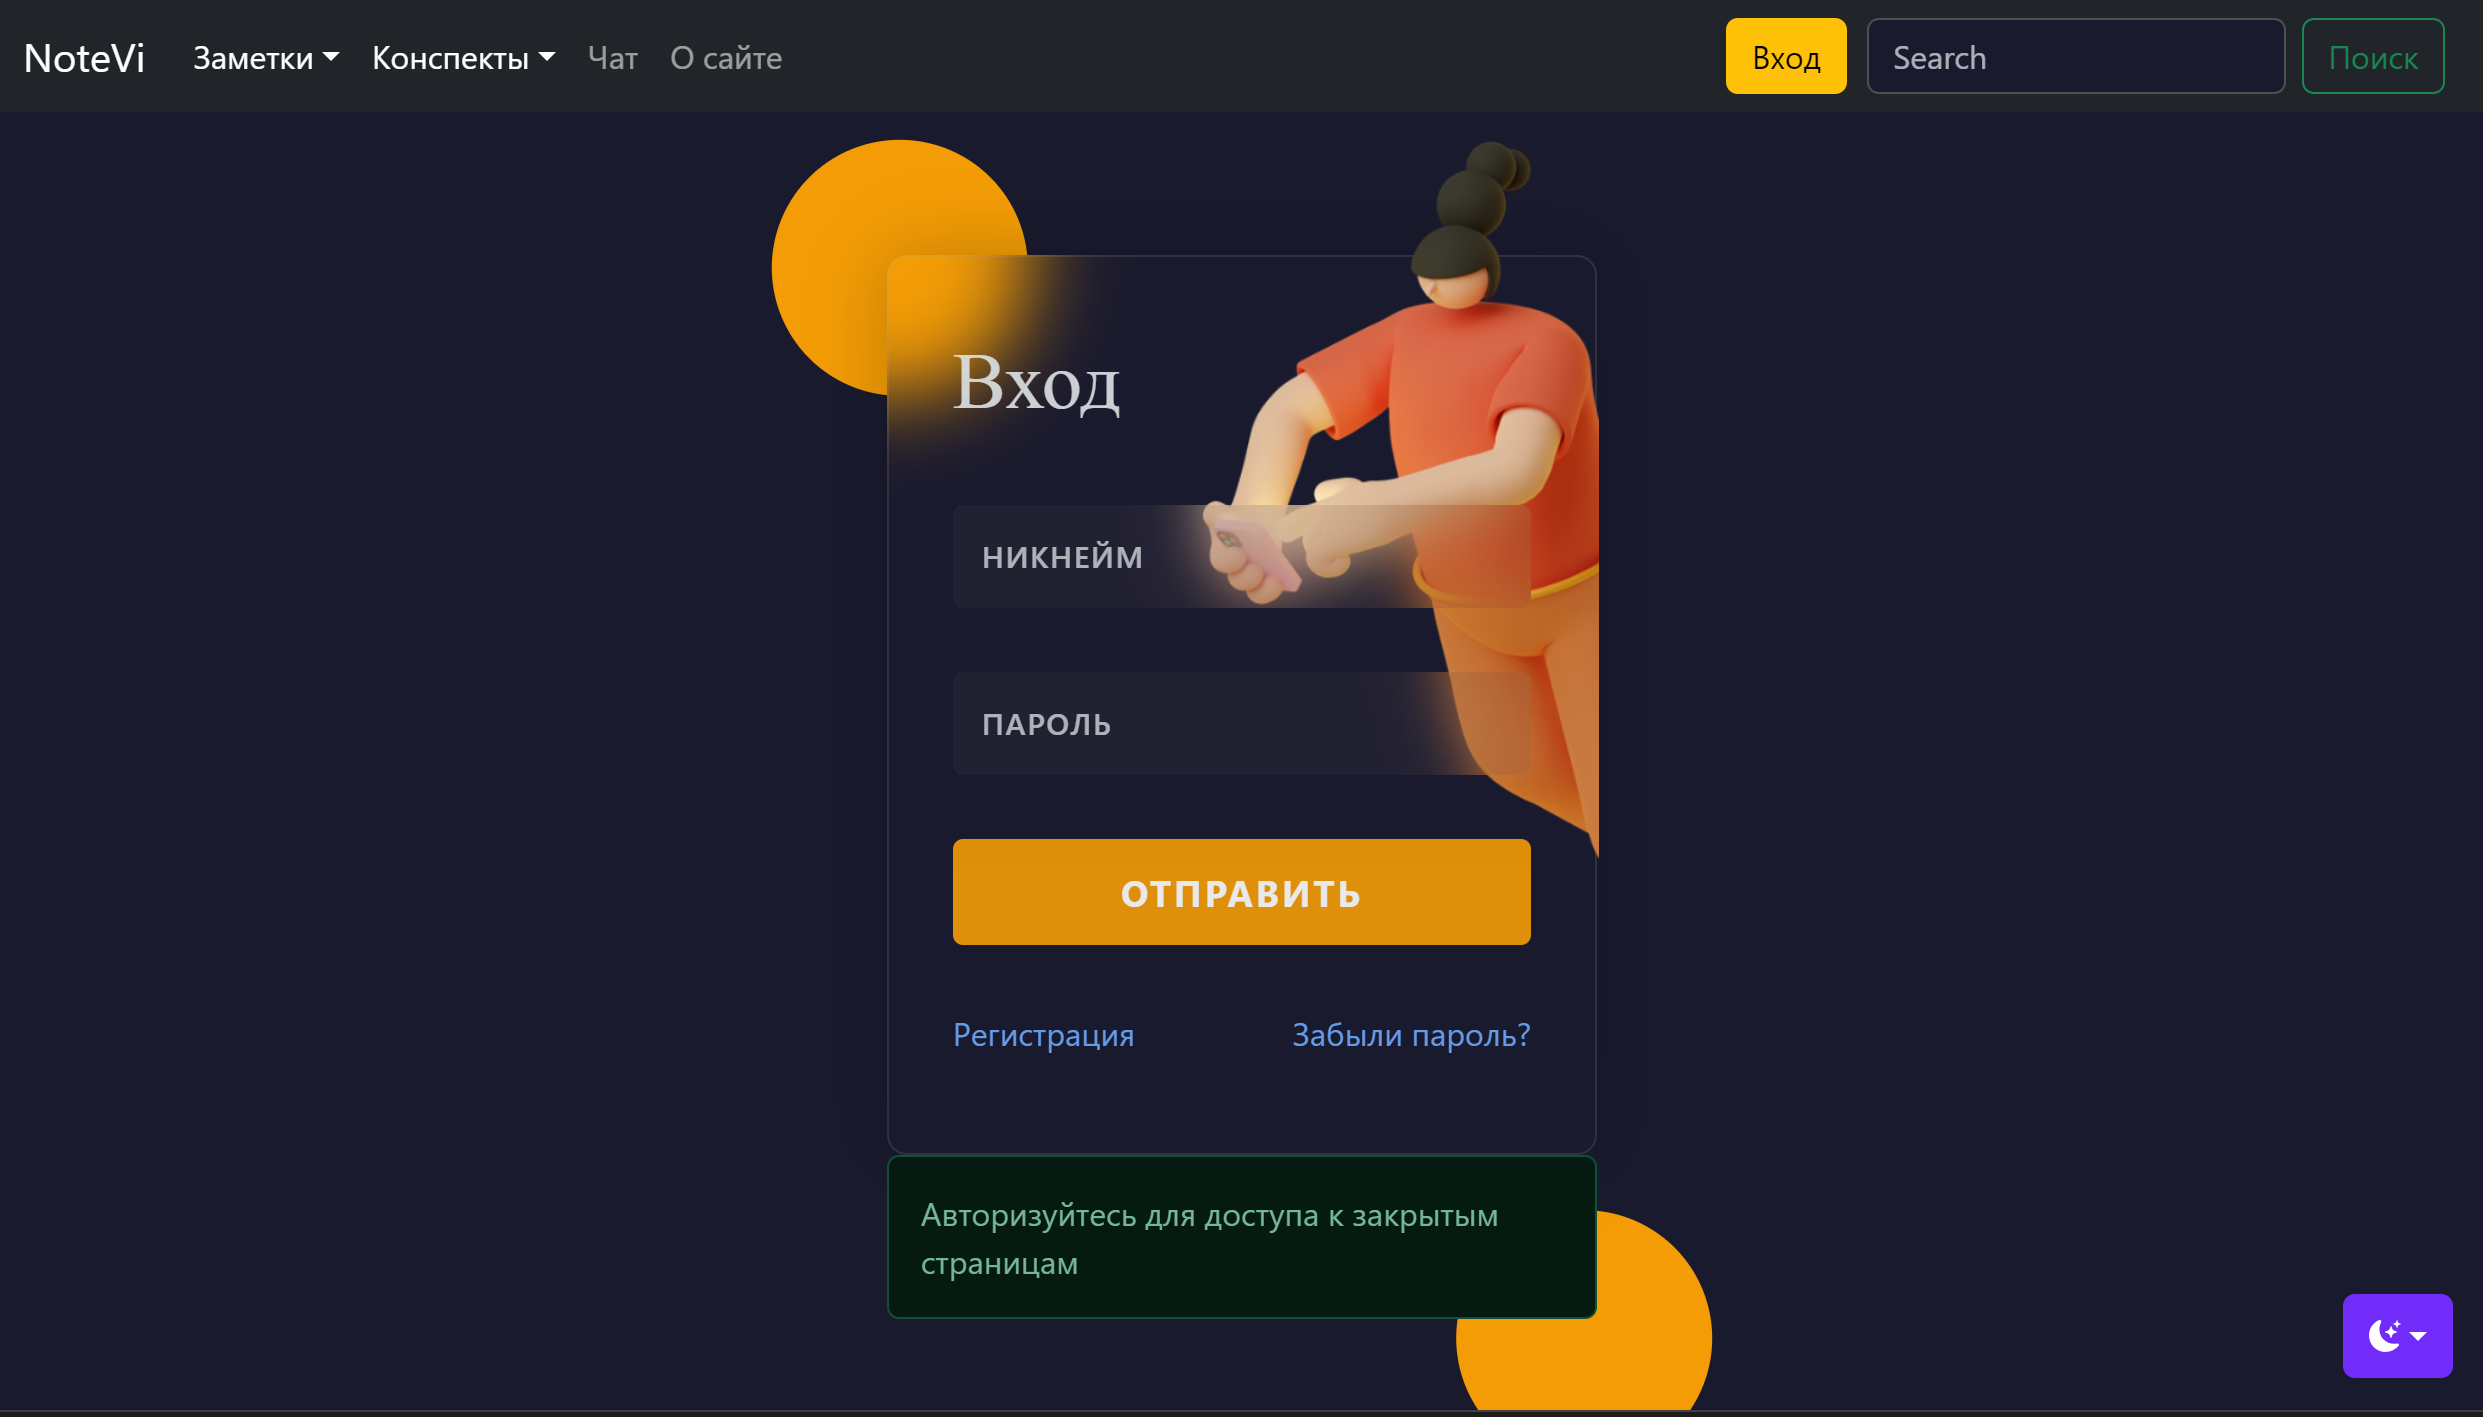 NoteVi Заметки Конспекты Чат О сайте Вход Search Поиск
Вход
НИКНЕЙМ
ПАРОЛЬ
ОТПРАВИТЬ
Регистрация Забыли пароль?
Авторизуйтесь для доступа к закрытым
страницам